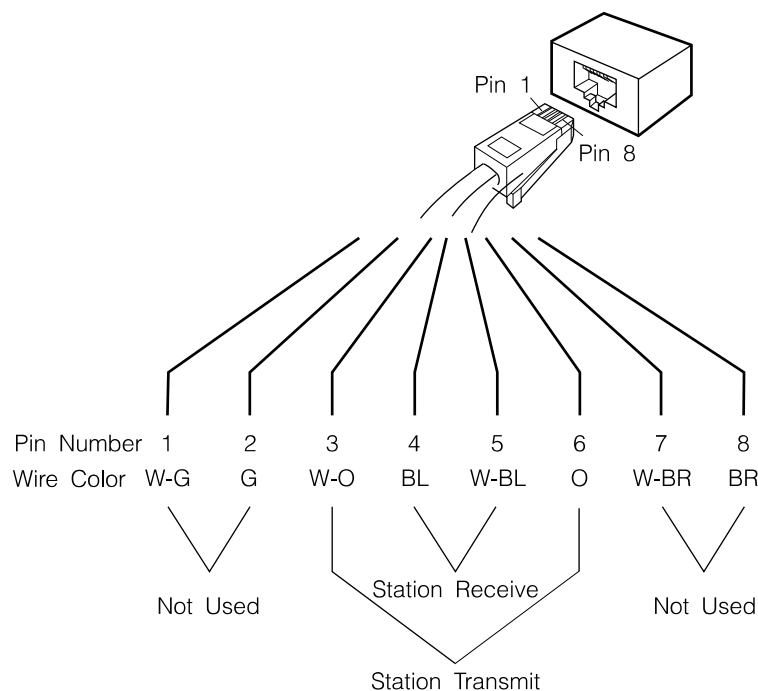 Pin 1
Pin 8
Pin Number 1 2 3 4 5 6 7 8
Wire Color W-G G W-O BL W-BL O W-BR BR
Station Receive
Not Used Not Used
Station Transmit